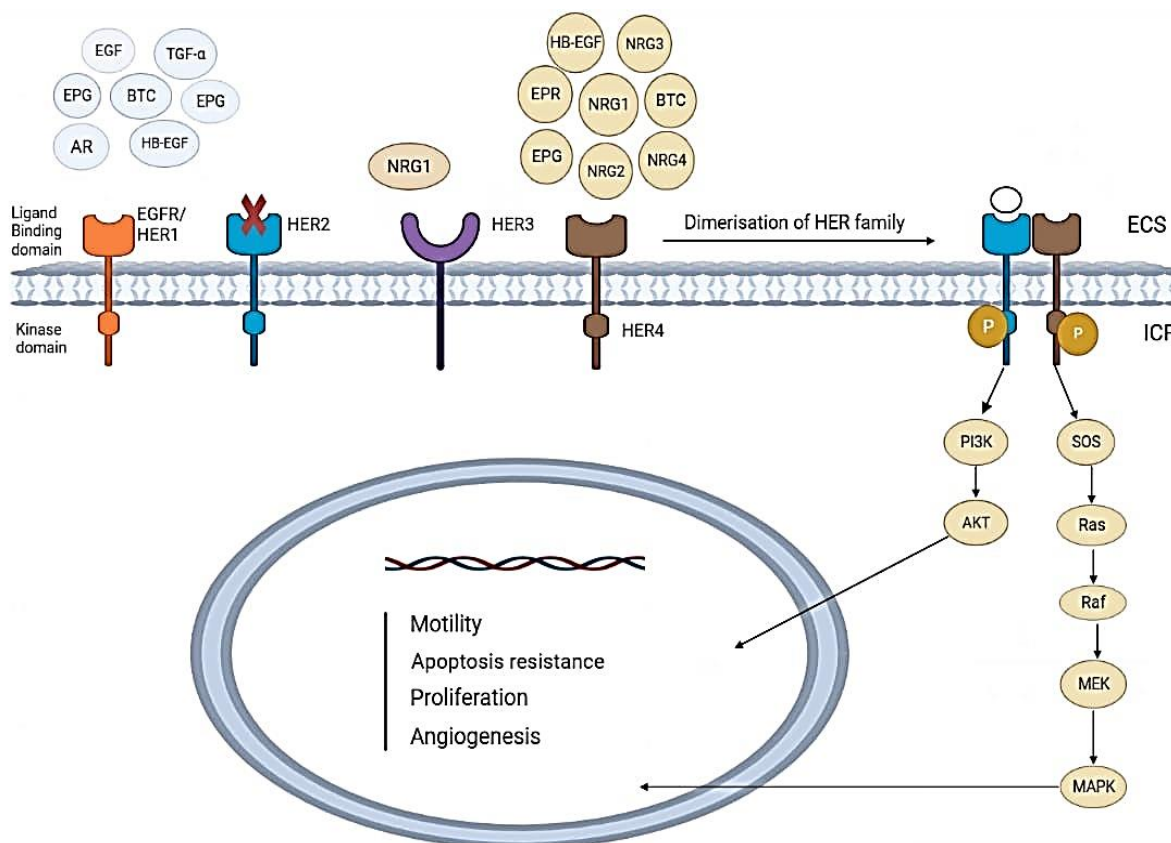 EGF
TGF-α
EPG
BTC
EPG
AR
HB-EGF
NRG1
HB-EGF
NRG3
EPR
NRG1
BTC
EPG
NRG2
NRG4
Ligand
Binding
domain
EGFR/
HER1
HER2
HER3
Dimerisation of HER family
ECS
Kinase
domain
HER4
P
P
ICF
PI3K
SOS
AKT
Ras
Raf
MEK
MAPK
Motility
Apoptosis resistance
Proliferation
Angiogenesis